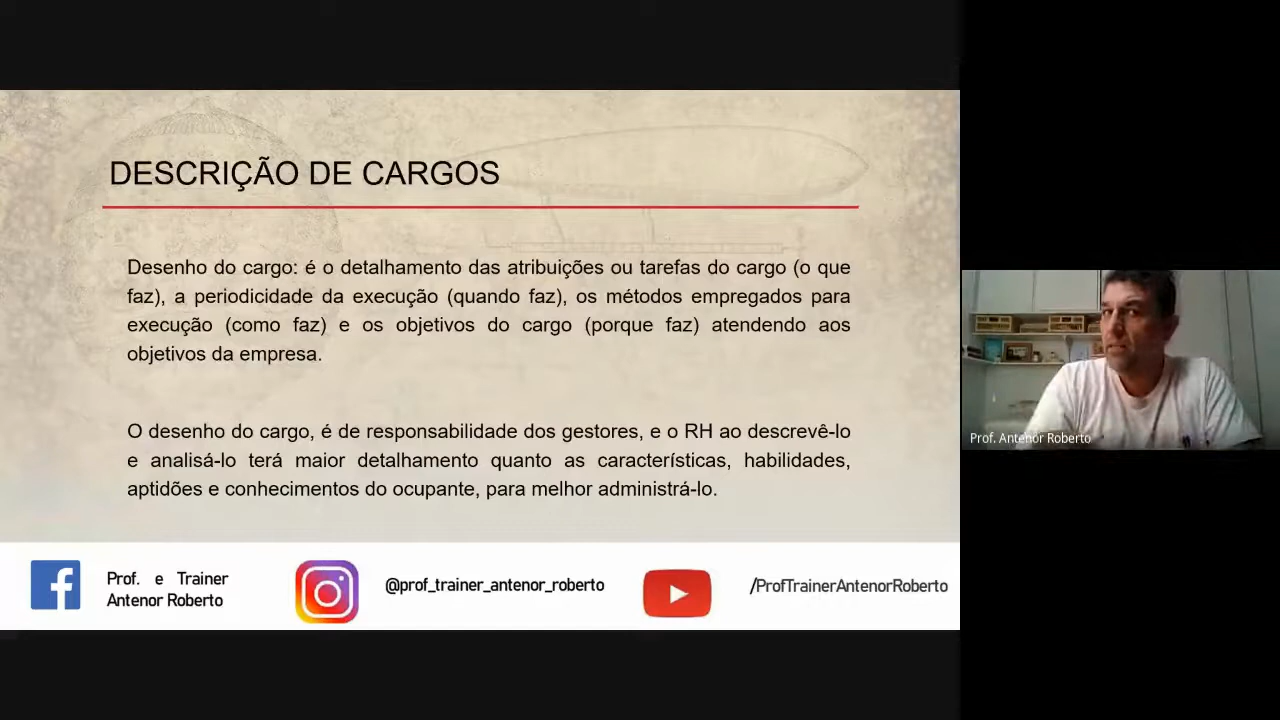 DESCRIÇÃO DE CARGOS
Desenho do cargo: é o detalhamento das atribuições ou tarefas do cargo (o que
faz), a periodicidade da execução (quando faz), os métodos empregados para
execução (como faz) e os objetivos do cargo (porque faz) atendendo aos
objetivos da empresa.
O desenho do cargo, é de responsabilidade dos gestores, e o RH ao descrevê-lo
e analisá-lo terá maior detalhamento quanto as características, habilidades,
aptidões e conhecimentos do ocupante, para melhor administrá-lo.
Prof. e Trainer
Antenor Roberto
@prof_trainer_antenor_roberto
/ProfTrainerAntenorRoberto
Prof. Antenor Roberto